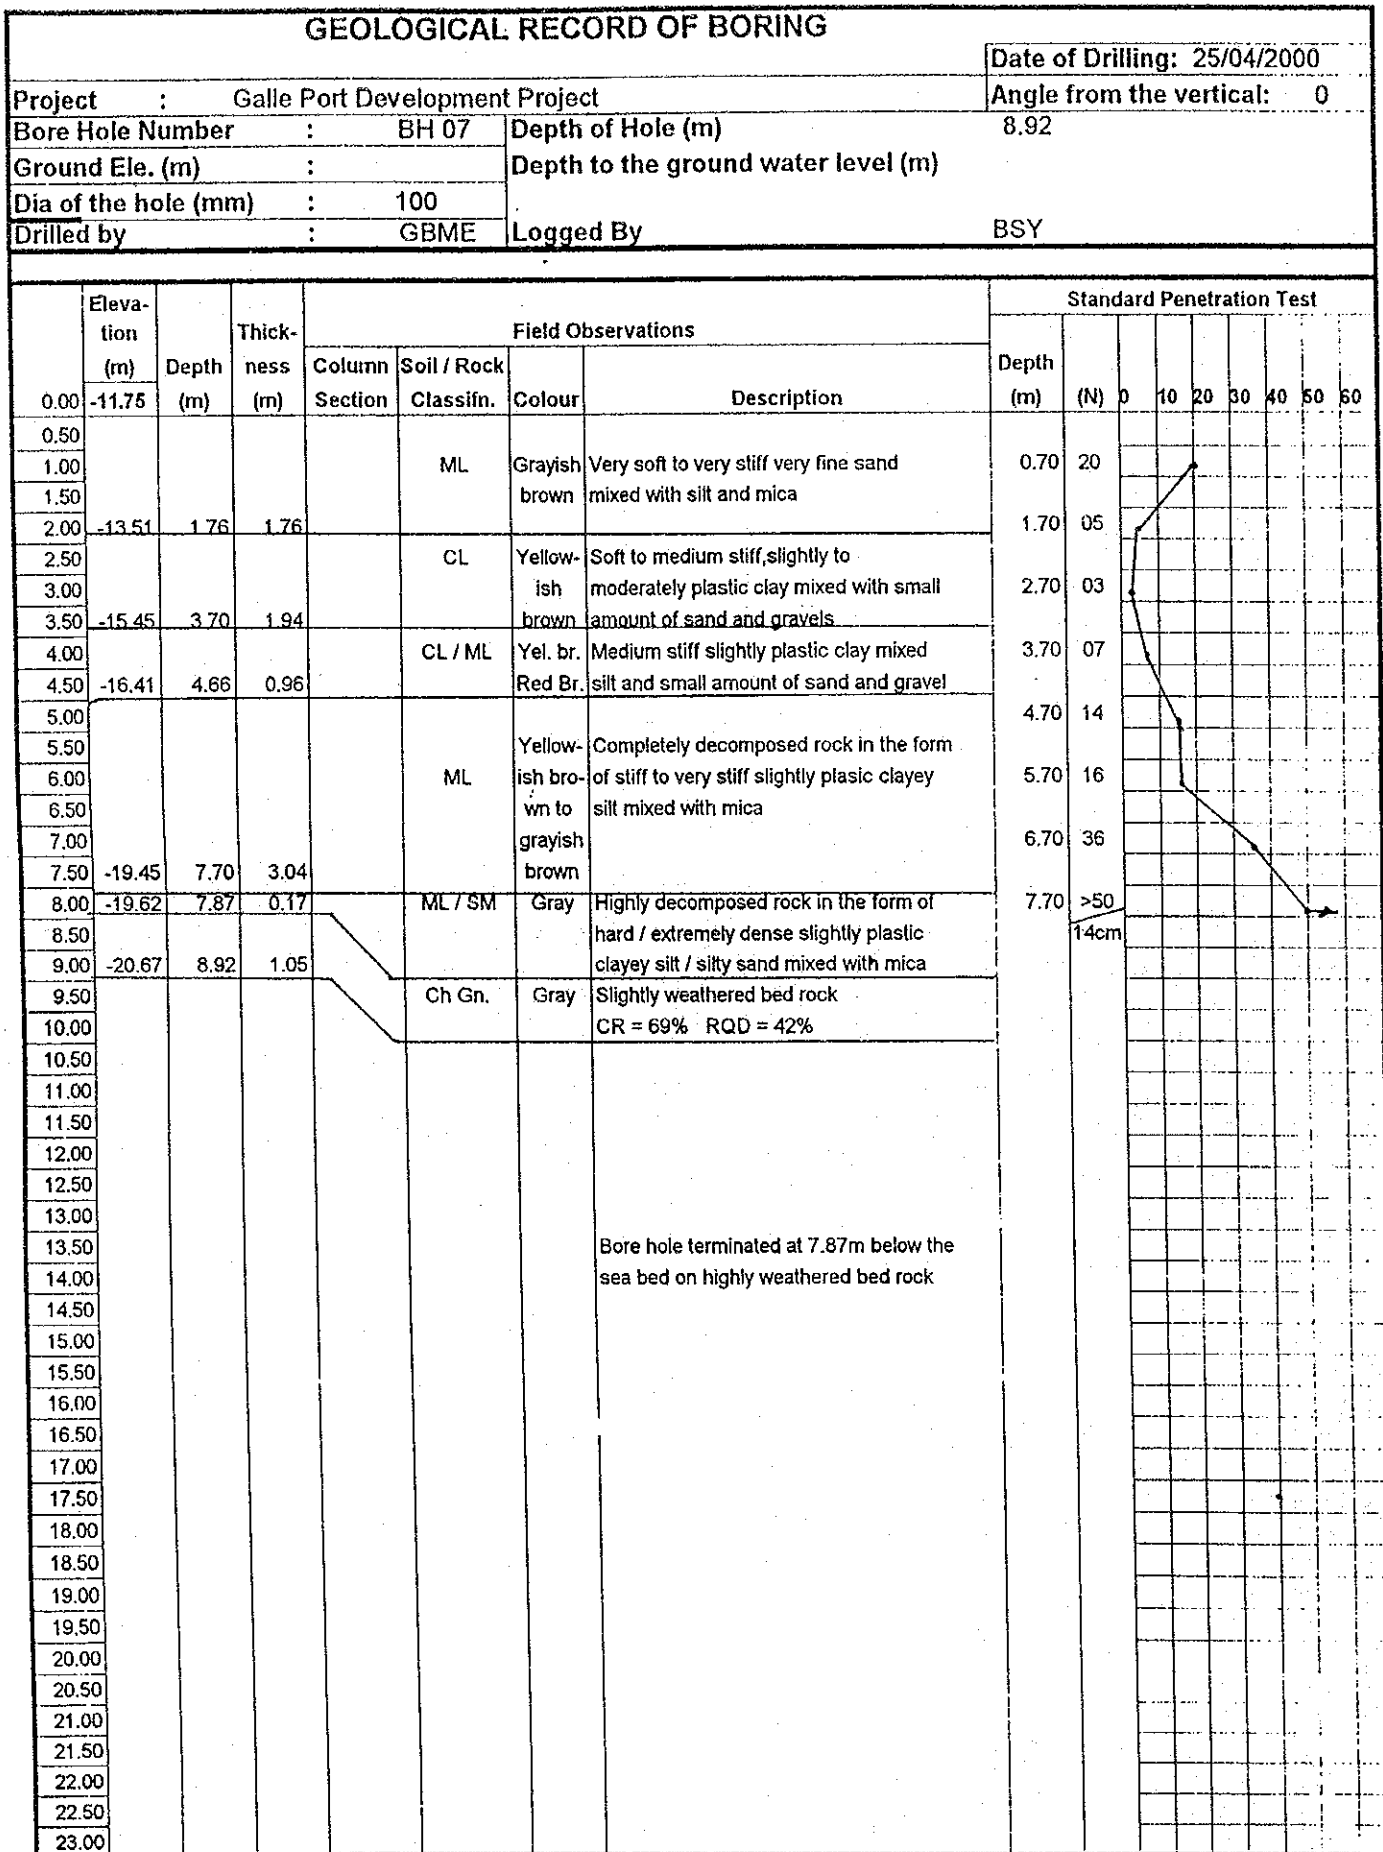 GEOLOGICAL RECORD OF BORING
Date of Drilling: 25/04/2000
Project : Galle Port Development Project
Angle from the vertical: 0
Bore Hole Number : BH 07 Depth of Hole (m) 8.92
Ground Ele. (m) : Depth to the ground water level (m)
Dia of the hole (mm) : 100
Drilled by : GBME Logged By BSY
Eleva- Standard Penetration Test
tion Thick- Field Observations
(m) Depth ness Column Soil / Rock Depth
0.00 -11.75 (m) (m) Section Classifn. Colour Description (m) (N) 0 10 20 30 40 50 60
0.50
1.00 ML Grayish Very soft to very stiff very fine sand 0.70 20
1.50 brown mixed with silt and mica
2.00 -13.51 1.76 1.76 1.70 05
2.50 CL Yellow- Soft to medium stiff,slightly to
3.00 ish moderately plastic clay mixed with small 2.70 03
3.50 -15.45 3.70 1.94 brown amount of sand and gravels
4.00 CL / ML Yel. br. Medium stiff slightly plastic clay mixed 3.70 07
4.50 -16.41 4.66 0.96 Red Br. silt and small amount of sand and gravel
5.00 4.70 14
5.50 Yellow- Completely decomposed rock in the form
6.00 ML ish bro- of stiff to very stiff slightly plasic clayey 5.70 16
6.50 wn to silt mixed with mica
7.00 grayish 6.70 36
7.50 -19.45 7.70 3.04 brown
8.00 -19.62 7.87 0.17 ML / SM Gray Highly decomposed rock in the form of 7.70 >50
8.50 hard / extremely dense slightly plastic 14cm
9.00 -20.67 8.92 1.05 clayey silt / silty sand mixed with mica
9.50 Ch Gn. Gray Slightly weathered bed rock
10.00 CR = 69% RQD = 42%
10.50
11.00
11.50
12.00
12.50
13.00
13.50 Bore hole terminated at 7.87m below the
14.00 sea bed on highly weathered bed rock
14.50
15.00
15.50
16.00
16.50
17.00
17.50
18.00
18.50
19.00
19.50
20.00
20.50
21.00
21.50
22.00
22.50
23.00